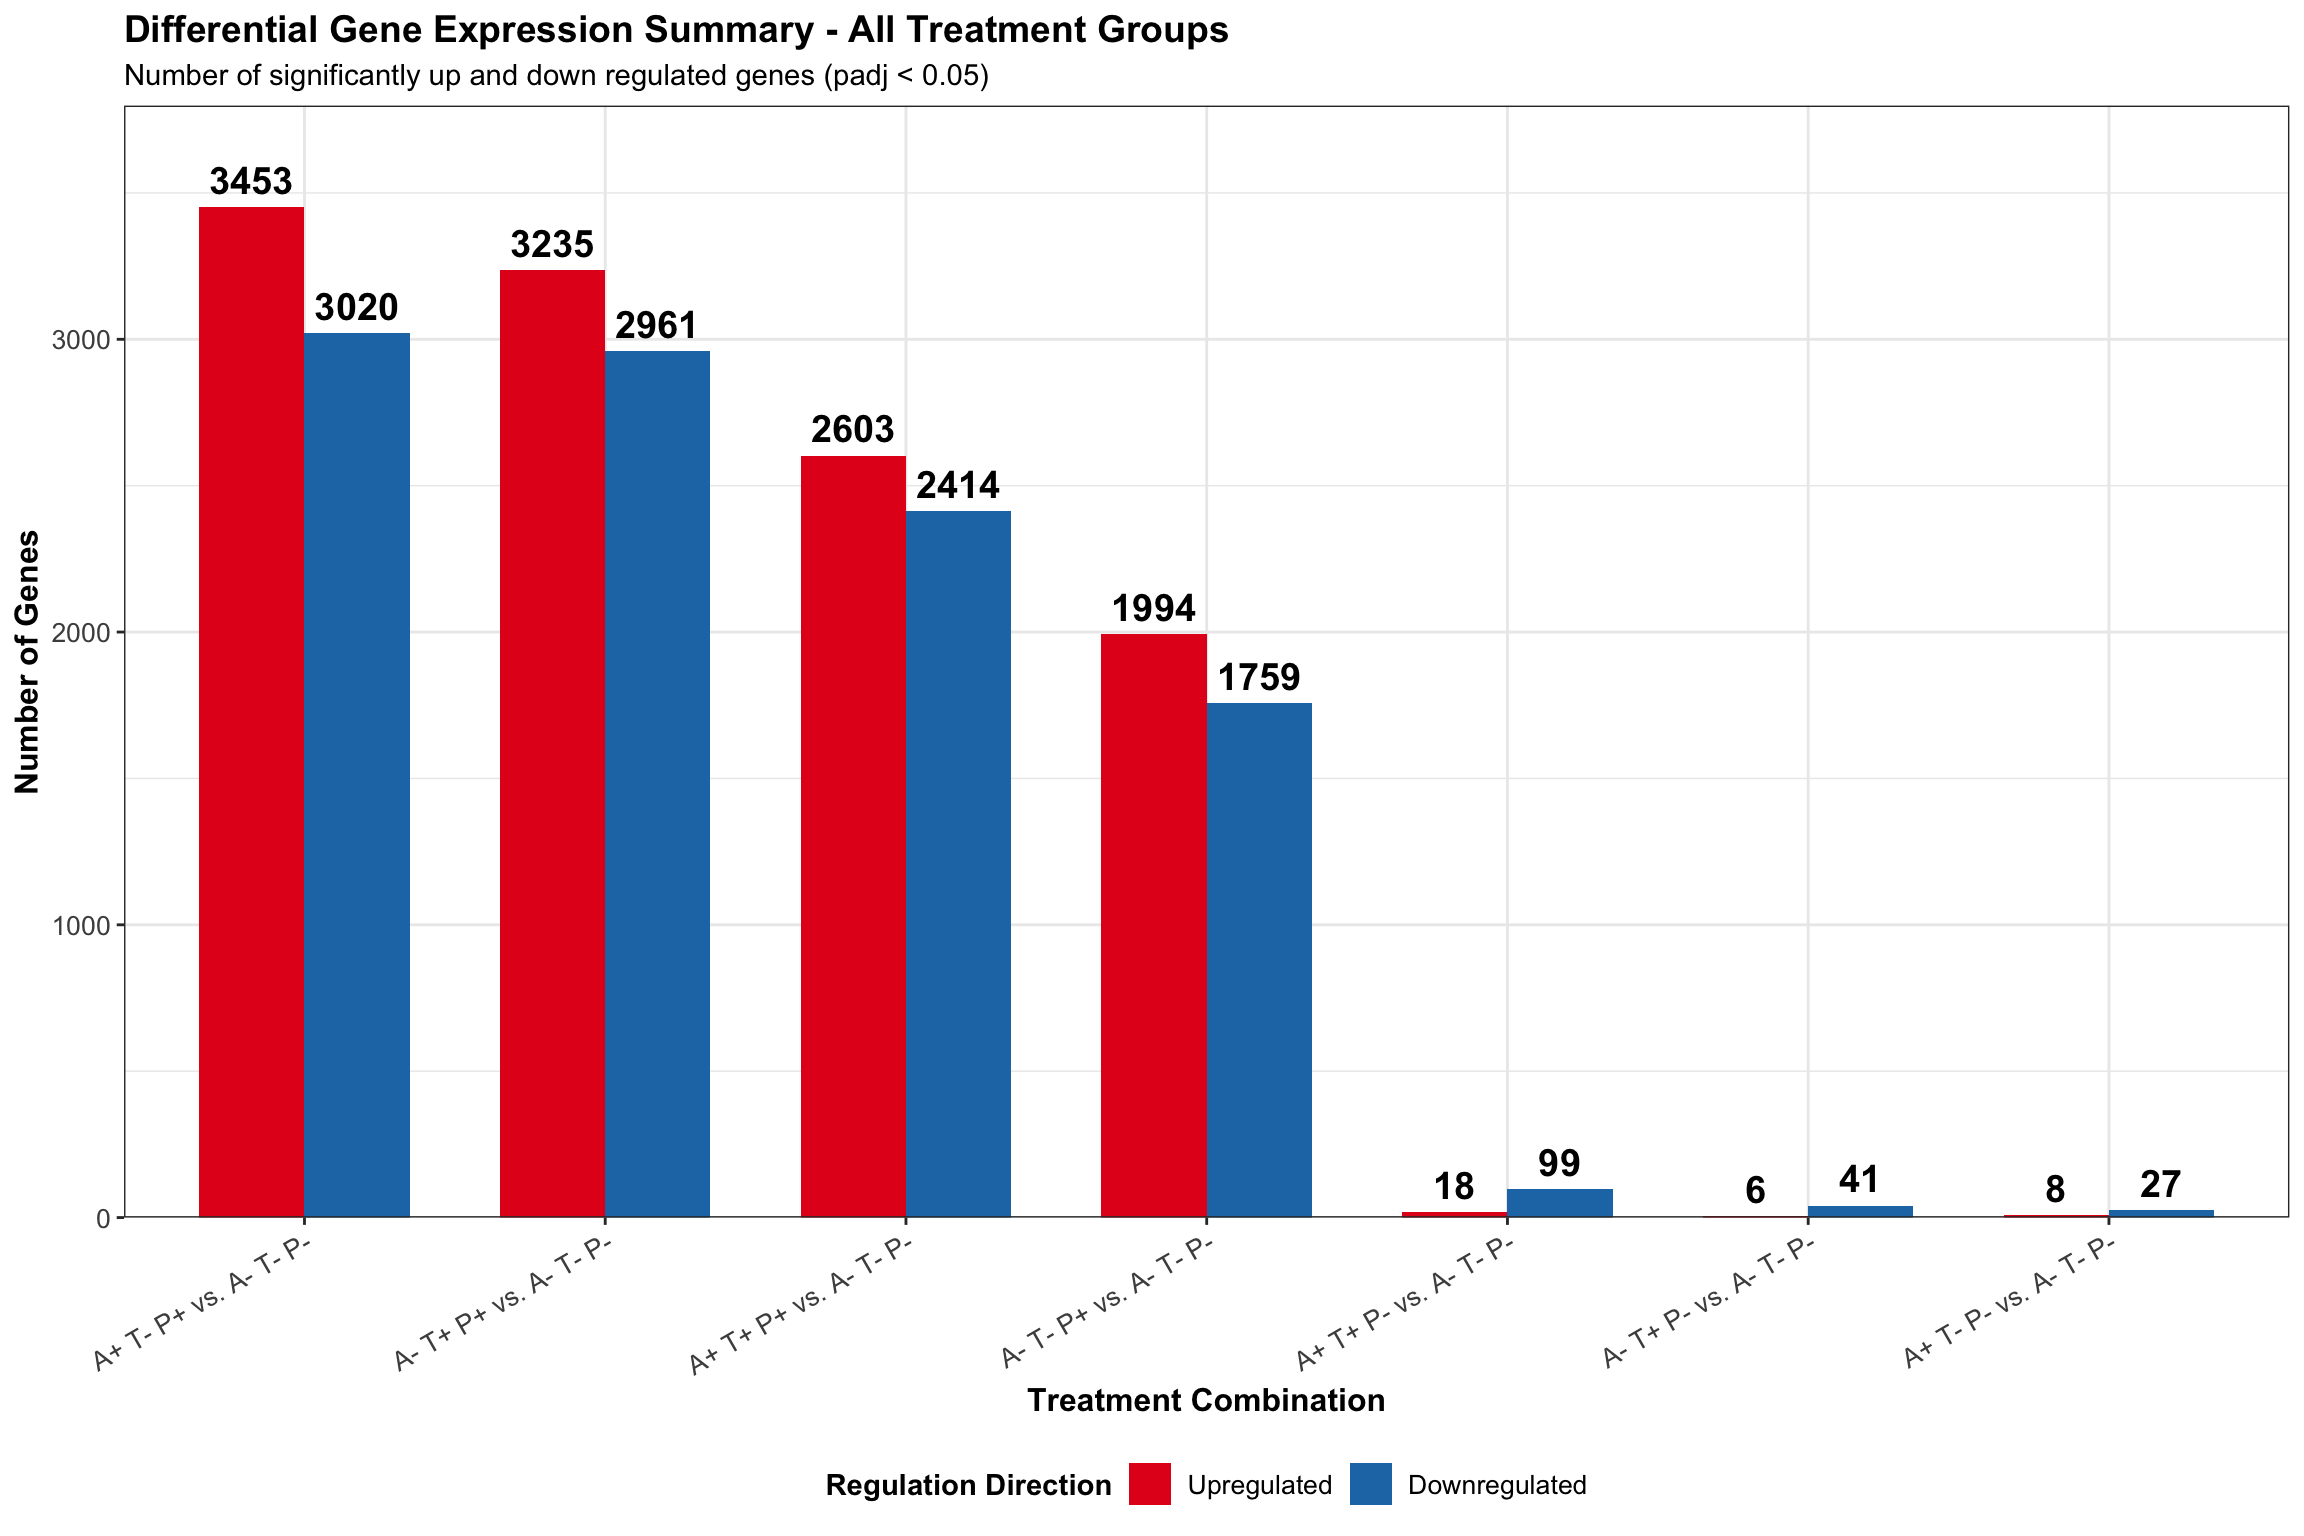 Differential Gene Expression Summary - All Treatment Groups
Number of significantly up and down regulated genes (padj < 0.05)
Number of Genes
3000
2000
1000
0
3453
3020
3235
2961
2603
2414
1994
1759
18
99
6
41
8
27
A+ T- P+ vs. A- T- P-
A- T+ P+ vs. A- T- P-
A+ T+ P+ vs. A- T- P-
A- T- P+ vs. A- T- P-
A+ T+ P- vs. A- T- P-
A- T+ P- vs. A- T- P-
A+ T- P- vs. A- T- P-
Treatment Combination
Regulation Direction Upregulated Downregulated